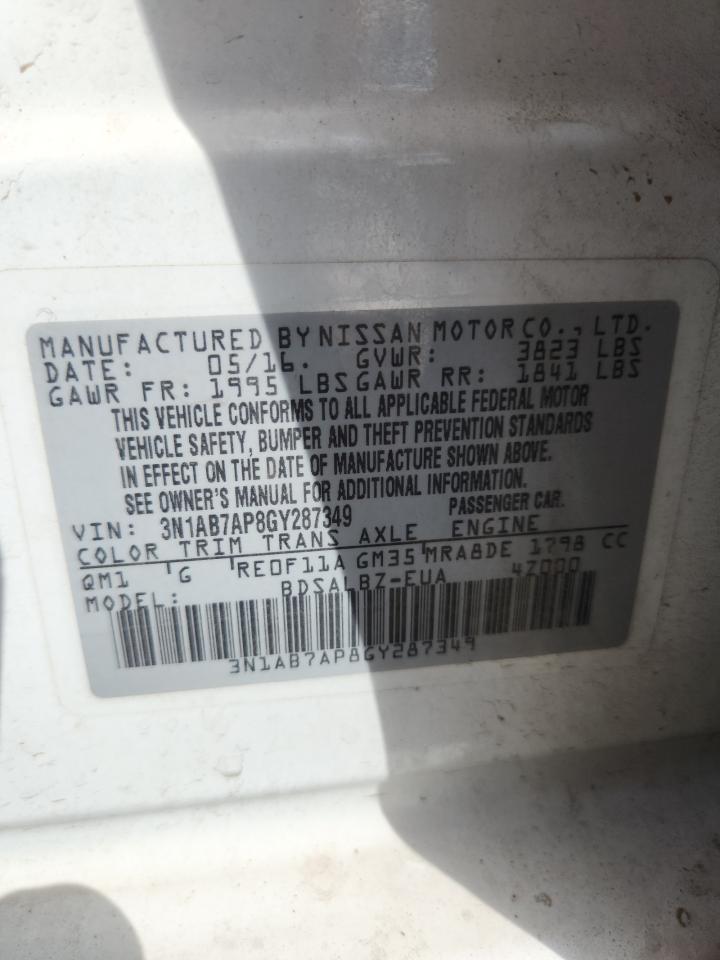 MANUFACTURED BY NISSAN MOTOR CO., LTD.
DATE: 05/16. GVWR: 3823 LBS
GAWR FR: 1995 LBS GAWR RR: 1841 LBS
THIS VEHICLE CONFORMS TO ALL APPLICABLE FEDERAL MOTOR
VEHICLE SAFETY, BUMPER AND THEFT PREVENTION STANDARDS
IN EFFECT ON THE DATE OF MANUFACTURE SHOWN ABOVE.
SEE OWNER'S MANUAL FOR ADDITIONAL INFORMATION.
VIN: 3N1AB7AP8GY287349 PASSENGER CAR.
COLOR TRIM TRANS AXLE ENGINE
QM1 G RE0F11A GM35 MRA8DE 1798 CC
MODEL: BDSALBZ-EUA 4Z000
3N1AB7AP8GY287349